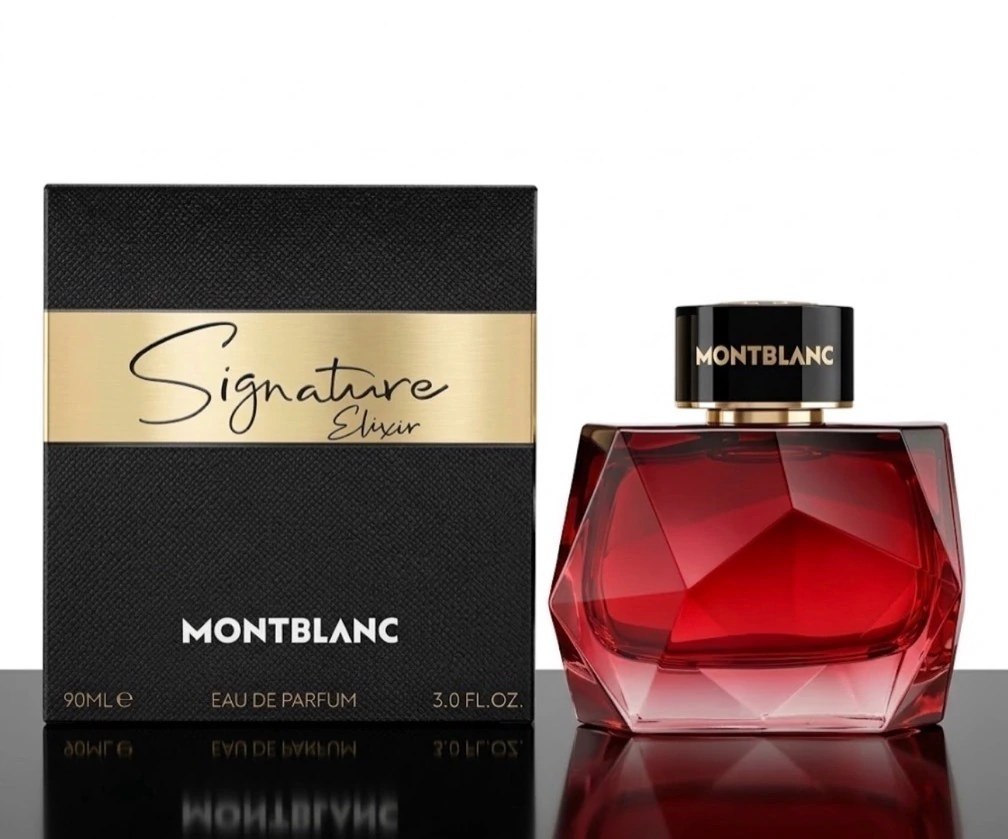 Signature
Elixir
MONTBLANC
90ML ℮
EAU DE PARFUM
3.0 FL.OZ.
MONTBLANC